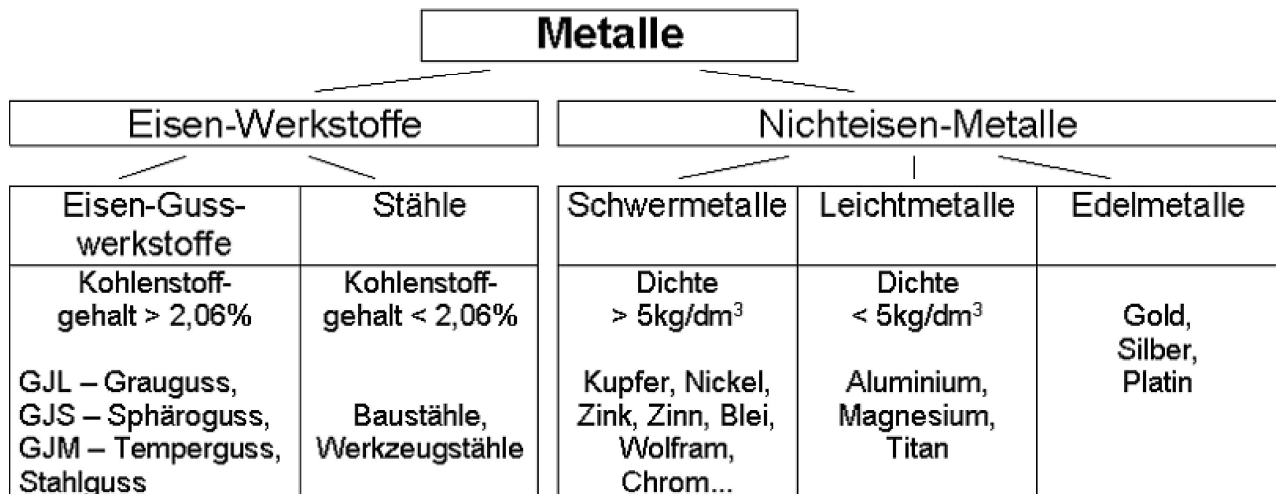 Metalle
Eisen-Werkstoffe
Nichteisen-Metalle
Eisen-Guss-
werkstoffe
Stähle
Schwermetalle
Leichtmetalle
Edelmetalle
Kohlenstoff-
gehalt > 2,06%
GJL – Grauguss,
GJS – Sphäroguss,
GJM – Temperguss,
Stahlguss
Kohlenstoff-
gehalt < 2,06%
Baustähle,
Werkzeugstähle
Dichte
> 5kg/dm³
Kupfer, Nickel,
Zink, Zinn, Blei,
Wolfram,
Chrom...
Dichte
< 5kg/dm³
Aluminium,
Magnesium,
Titan
Gold,
Silber,
Platin